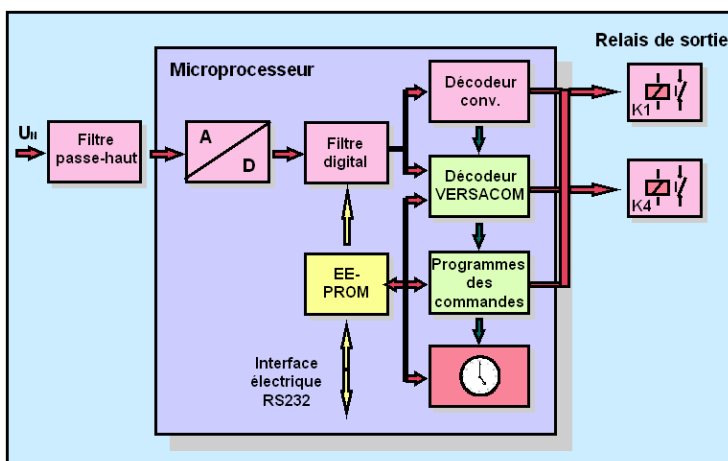 Relais de sortie
Microprocesseur
U_N
Filtre
passe-haut
A
D
Filtre
digital
Décodeur
conv.
K1
Décodeur
VERSACOM
K4
EE-
PROM
Programmes
des
commandes
Interface
électrique
RS232